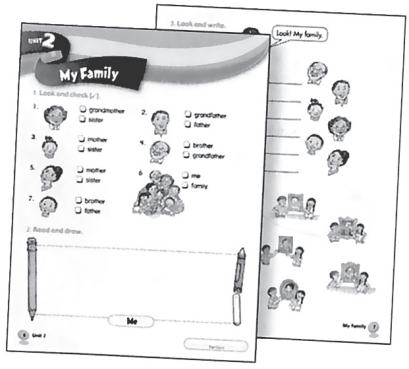 UNIT 2
My Family
1. Look and check [✓].
1.
grandmother
sister
2.
grandfather
father
3.
mother
sister
4.
brother
grandfather
5.
mother
sister
6.
me
family
7.
brother
father
2. Read and draw.
Me
6 Unit 2
3. Look and write.
Look! My family.
My Family 7